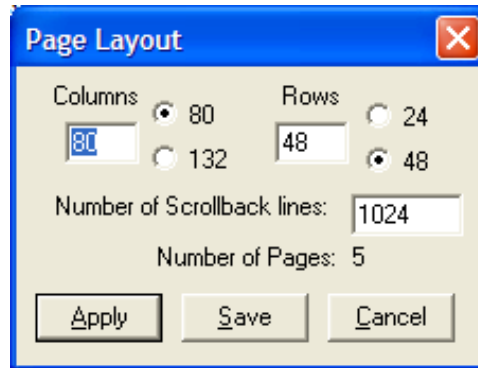 Page Layout
Columns Rows
80 80 48 24
132 48
Number of Scrollback lines: 1024
Number of Pages: 5
Apply Save Cancel